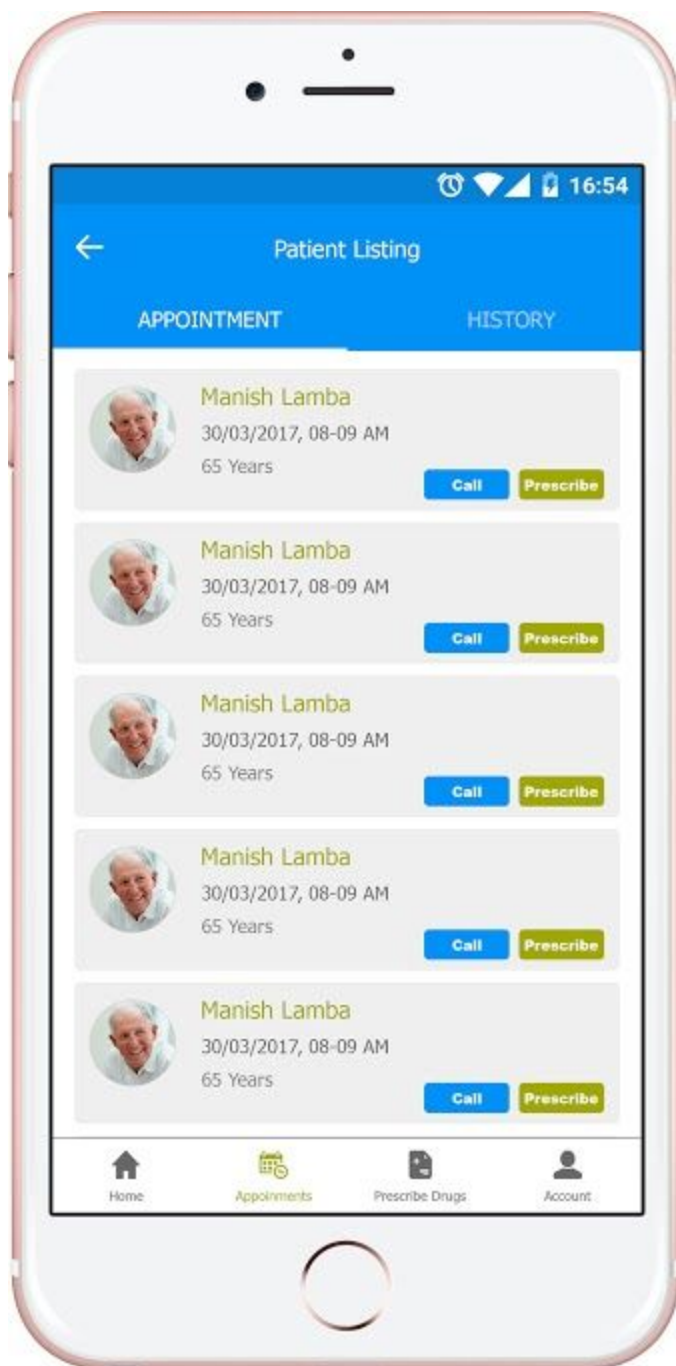 16:54
Patient Listing
APPOINTMENT HISTORY
Manish Lamba
30/03/2017, 08-09 AM
65 Years
Call Prescribe
Manish Lamba
30/03/2017, 08-09 AM
65 Years
Call Prescribe
Manish Lamba
30/03/2017, 08-09 AM
65 Years
Call Prescribe
Manish Lamba
30/03/2017, 08-09 AM
65 Years
Call Prescribe
Manish Lamba
30/03/2017, 08-09 AM
65 Years
Call Prescribe
Home Appoinments Prescribe Drugs Account